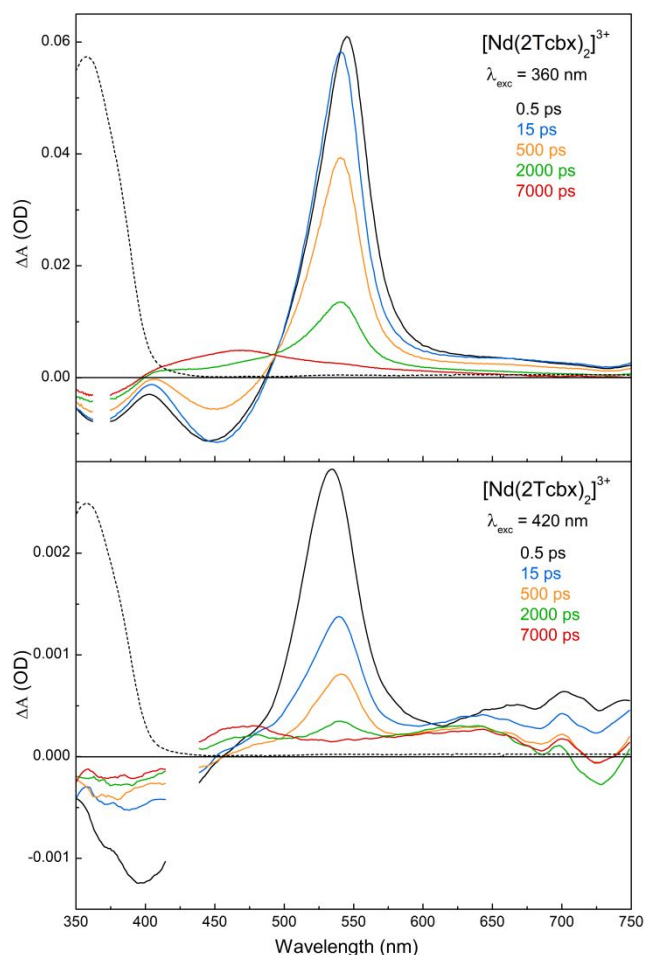 [Nd(2Tcbx)₂]³⁺
λexc = 360 nm
0.5 ps
15 ps
500 ps
2000 ps
7000 ps
0.06
0.04
0.02
0.00
ΔA (OD)
[Nd(2Tcbx)₂]³⁺
λexc = 420 nm
0.5 ps
15 ps
500 ps
2000 ps
7000 ps
0.002
0.001
0.000
-0.001
ΔA (OD)
350 400 450 500 550 600 650 700 750
Wavelength (nm)